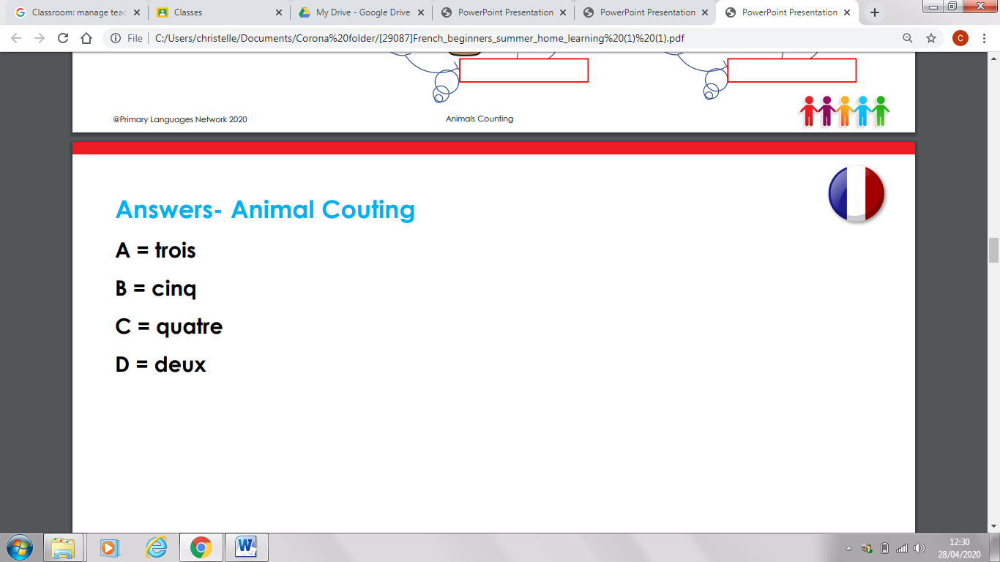 Classroom: manage teac
Classes
My Drive - Google Drive
PowerPoint Presentation
PowerPoint Presentation
PowerPoint Presentation
File
C:/Users/christelle/Documents/Corona%20folder/[29087]French_beginners_summer_home_learning%20(1)%20(1).pdf
C
@Primary Languages Network 2020
Animals Counting
Answers- Animal Couting
A = trois
B = cinq
C = quatre
D = deux
12:30
28/04/2020